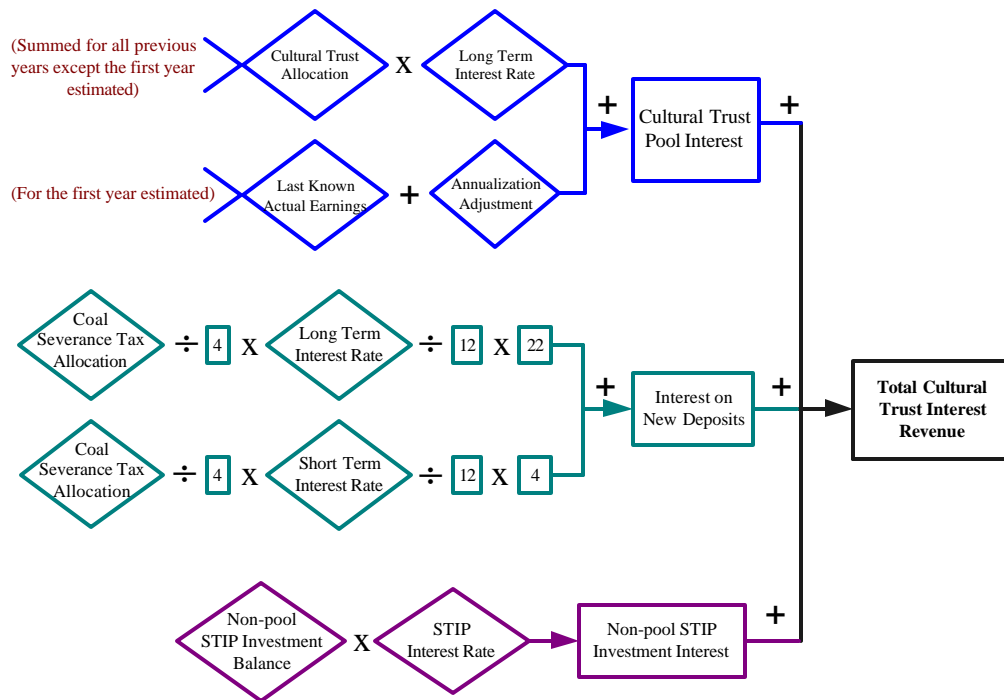 (Summed for all previous
years except the first year
estimated)
Cultural Trust
Allocation
X
Long Term
Interest Rate
+
Cultural Trust
Pool Interest
+
(For the first year estimated)
Last Known
Actual Earnings
+
Annualization
Adjustment
Coal
Severance Tax
Allocation
÷
4
X
Long Term
Interest Rate
÷
12
X
22
+
Interest on
New Deposits
+
Total Cultural
Trust Interest
Revenue
Coal
Severance Tax
Allocation
÷
4
X
Short Term
Interest Rate
÷
12
X
4
Non-pool
STIP Investment
Balance
X
STIP
Interest Rate
Non-pool STIP
Investment Interest
+